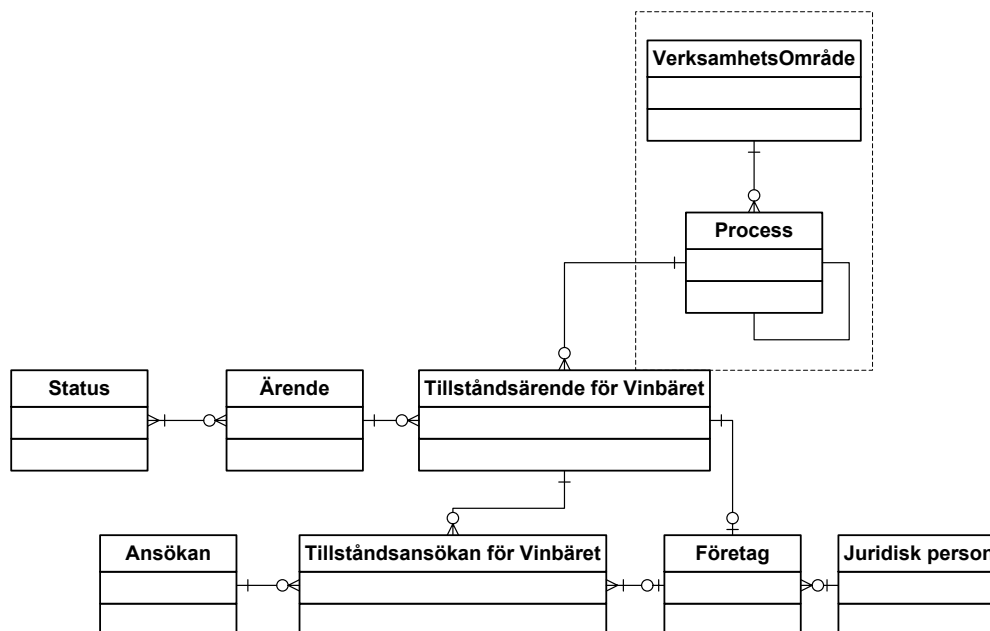 VerksamhetsOmråde
Process
Status
Ärende
Tillståndsärende för Vinbäret
Ansökan
Tillståndsansökan för Vinbäret
Företag
Juridisk person